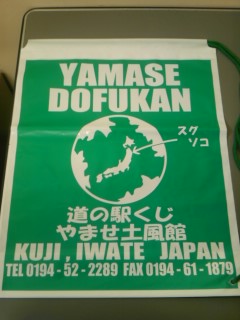 YAMASE
DOFUKAN
スグ
ソコ
道の駅くじ
やませ土風館
KUJI , IWATE JAPAN
TEL 0194-52-2289 FAX 0194-61-1879